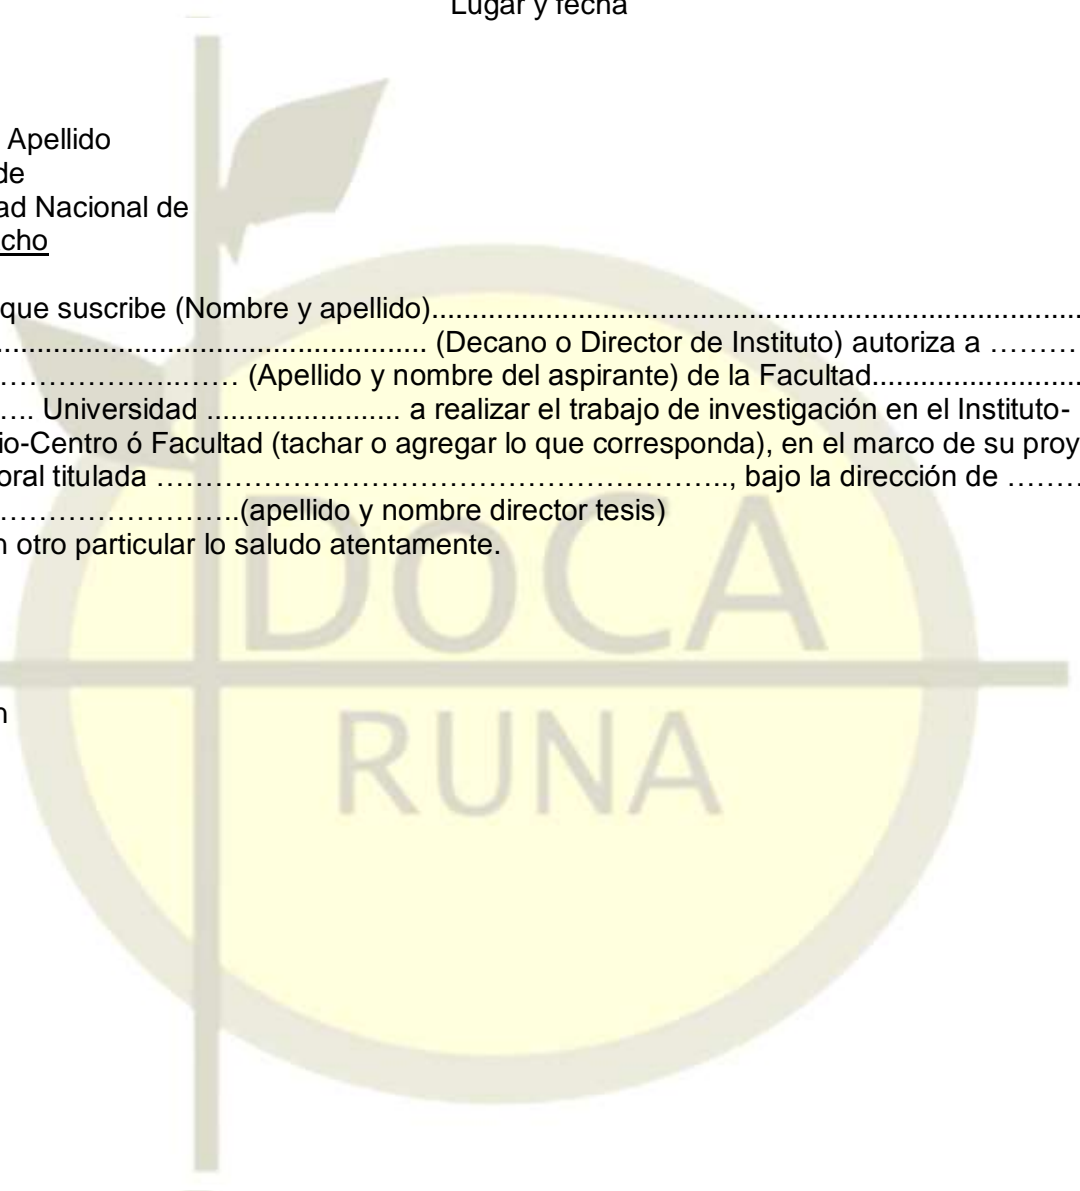 Lugar y fecha
Apellido
de
ad Nacional de
cho
que suscribe (Nombre y apellido)....................................................................................
...................................................... (Decano o Director de Instituto) autoriza a ………
………………..…… (Apellido y nombre del aspirante) de la Facultad...........................
…. Universidad ........................ a realizar el trabajo de investigación en el Instituto-
io-Centro ó Facultad (tachar o agregar lo que corresponda), en el marco de su proy
oral titulada …………………………………………………….., bajo la dirección de ………
……………………..(apellido y nombre director tesis)
n otro particular lo saludo atentamente.
DOCA
n
RUNA